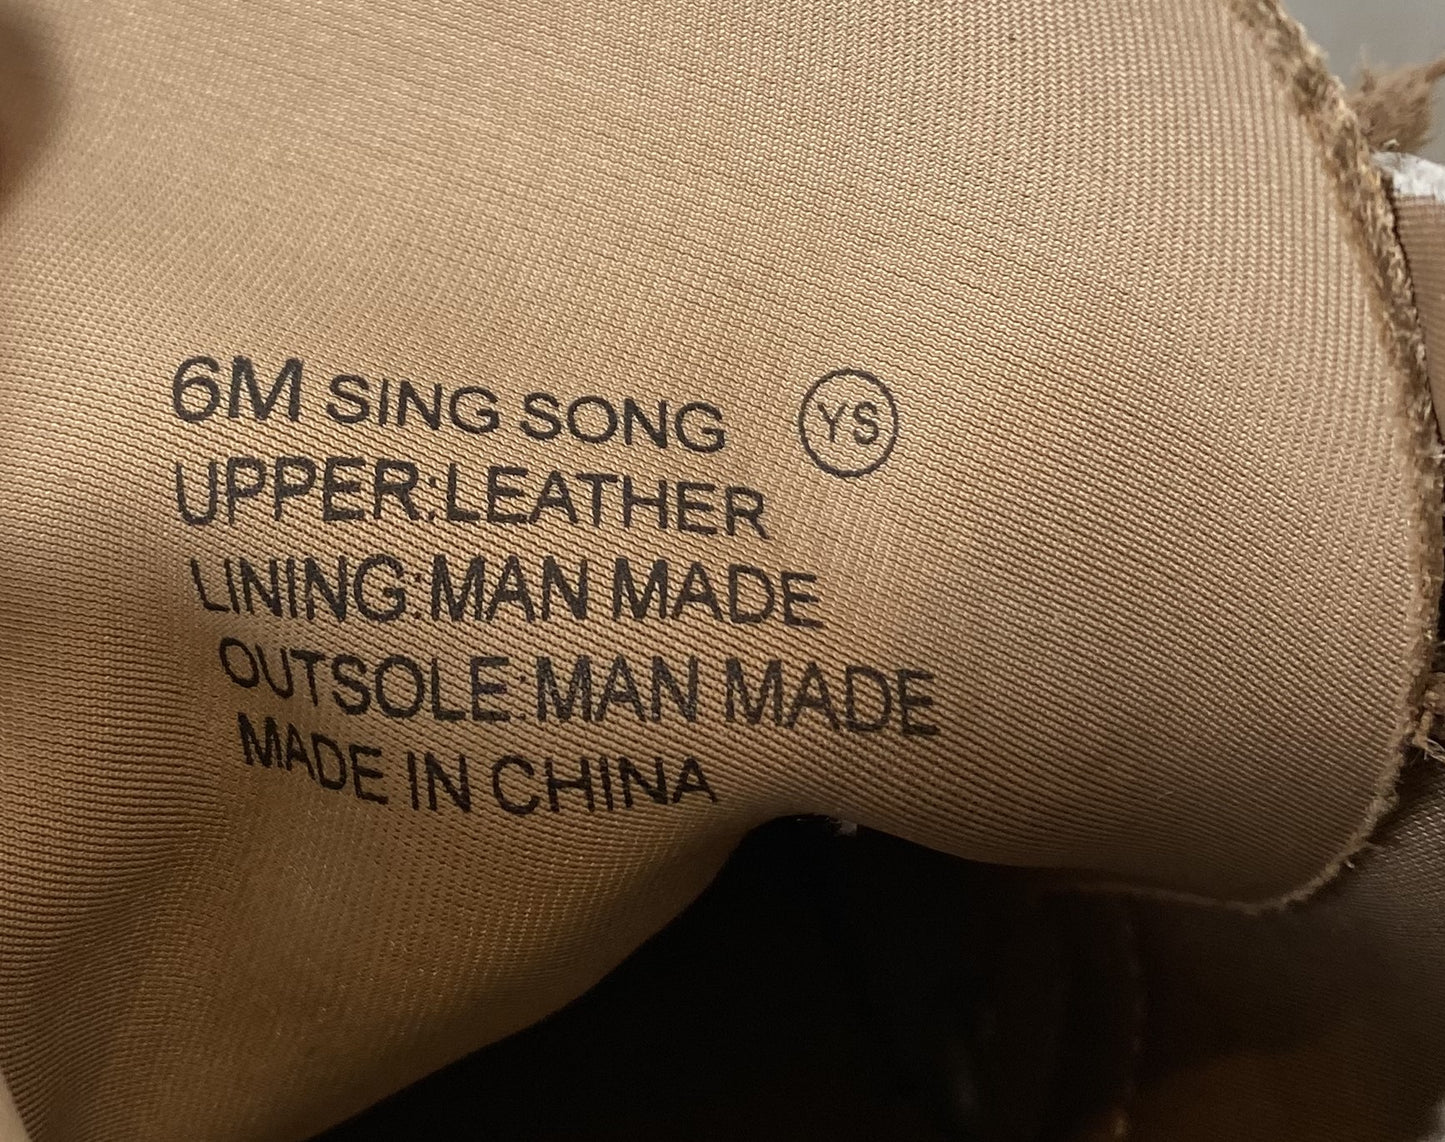 6M SING SONG YS
UPPER:LEATHER
LINING:MAN MADE
OUTSOLE:MAN MADE
MADE IN CHINA